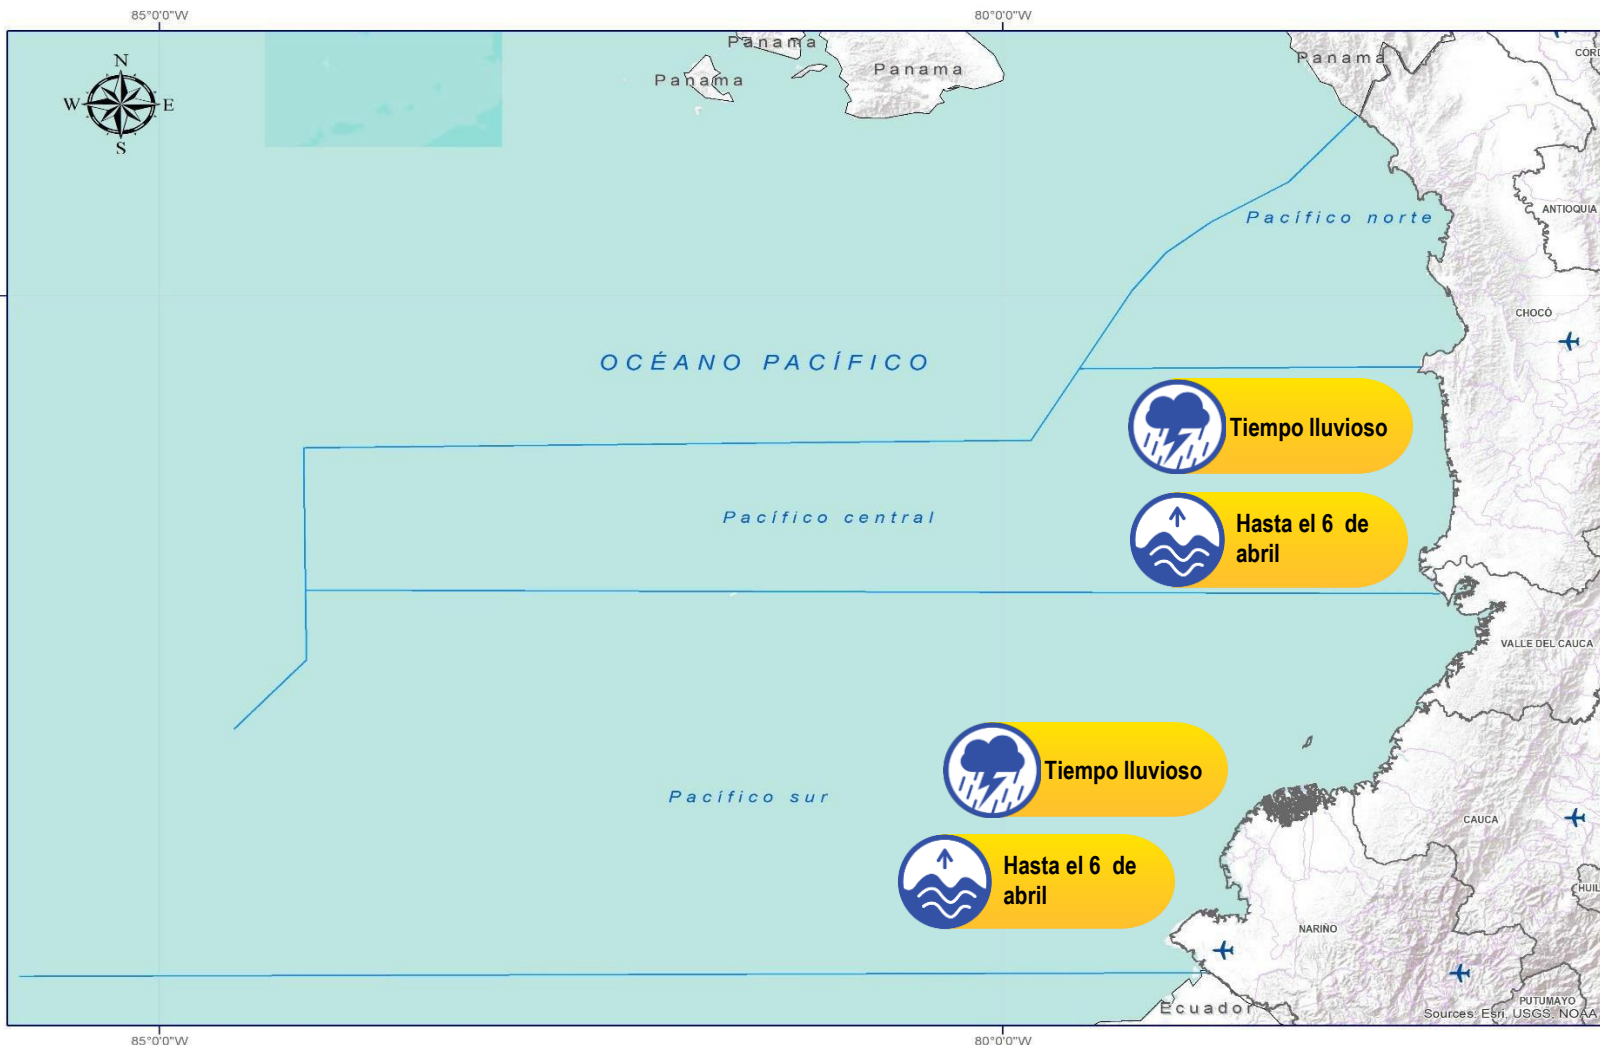 85°0'0"W
80°0'0"W
N
W
E
S
Panama
Panama
Panama
Panama
CÓRD
ANTIOQUIA
Pacífico norte
CHOCÓ
OCÉANO PACÍFICO
Tiempo lluvioso
Pacífico central
Hasta el 6 de
abril
VALLE DEL CAUCA
Tiempo lluvioso
Pacífico sur
CAUCA
Hasta el 6 de
abril
HUIL
NARIÑO
PUTUMAYO
Ecuador
Sources: Esri, USGS, NOAA
85°0'0"W
80°0'0"W